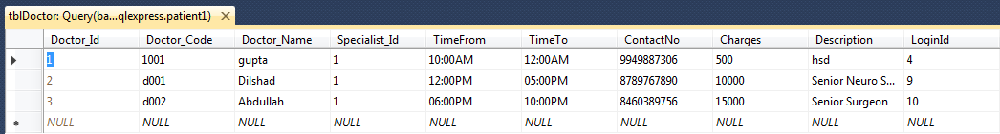 tblDoctor: Query(ba...qlexpress.patient1)
Doctor_Id Doctor_Code Doctor_Name Specialist_Id TimeFrom TimeTo ContactNo Charges Description LoginId
1 1001 gupta 1 10:00AM 12:00AM 9949887306 500 hsd 4
2 d001 Dilshad 1 12:00PM 05:00PM 8789767890 10000 Senior Neuro S... 9
3 d002 Abdullah 1 06:00PM 10:00PM 8460389756 15000 Senior Surgeon 10
NULL NULL NULL NULL NULL NULL NULL NULL NULL NULL